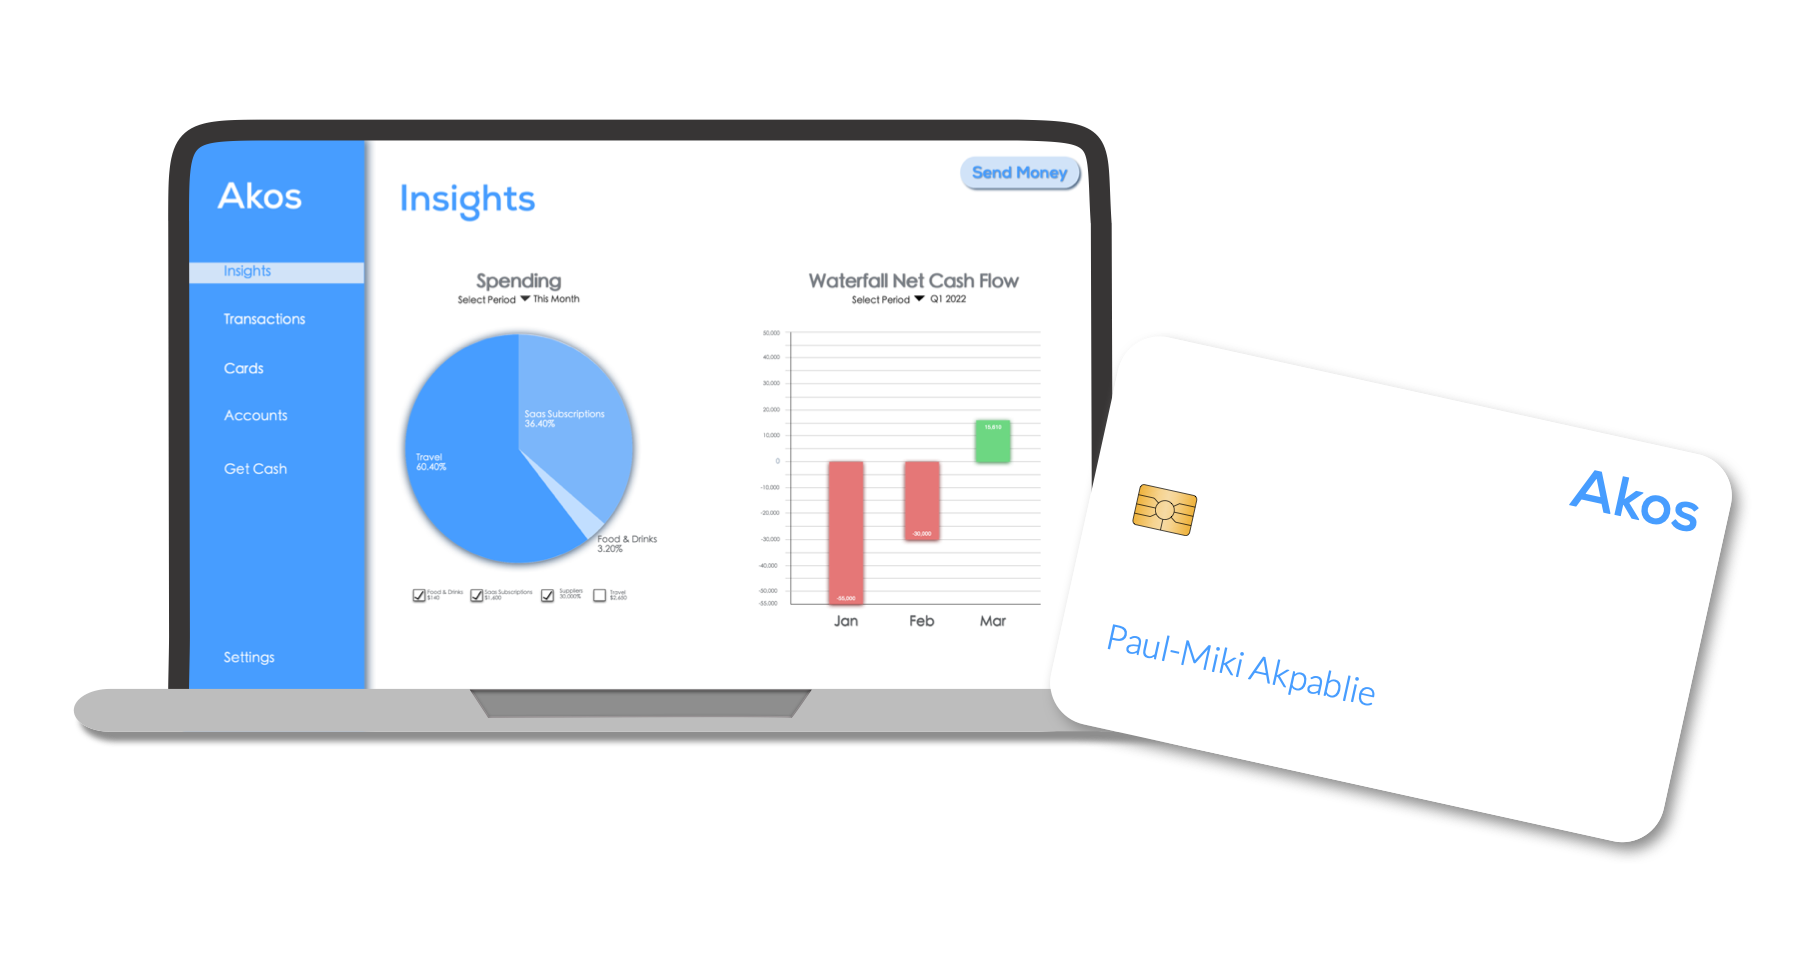 Akos
Insights
Transactions
Cards
Accounts
Get Cash
Settings
Insights
Send Money
Spending
Select Period This Month
Saas Subscriptions
36.40%
Travel
60.40%
Food & Drinks
3.20%
Food & Drinks
$140
Saas Subscriptions
$1,600
Suppliers
30,000%
Travel
$2,650
Waterfall Net Cash Flow
Select Period Q1 2022
50,000
40,000
30,000
20,000
10,000
0
-10,000
-20,000
-30,000
-40,000
-50,000
-55,000
-55,000
-30,000
Jan
Feb
Mar
Akos
Paul-Miki Akpablie